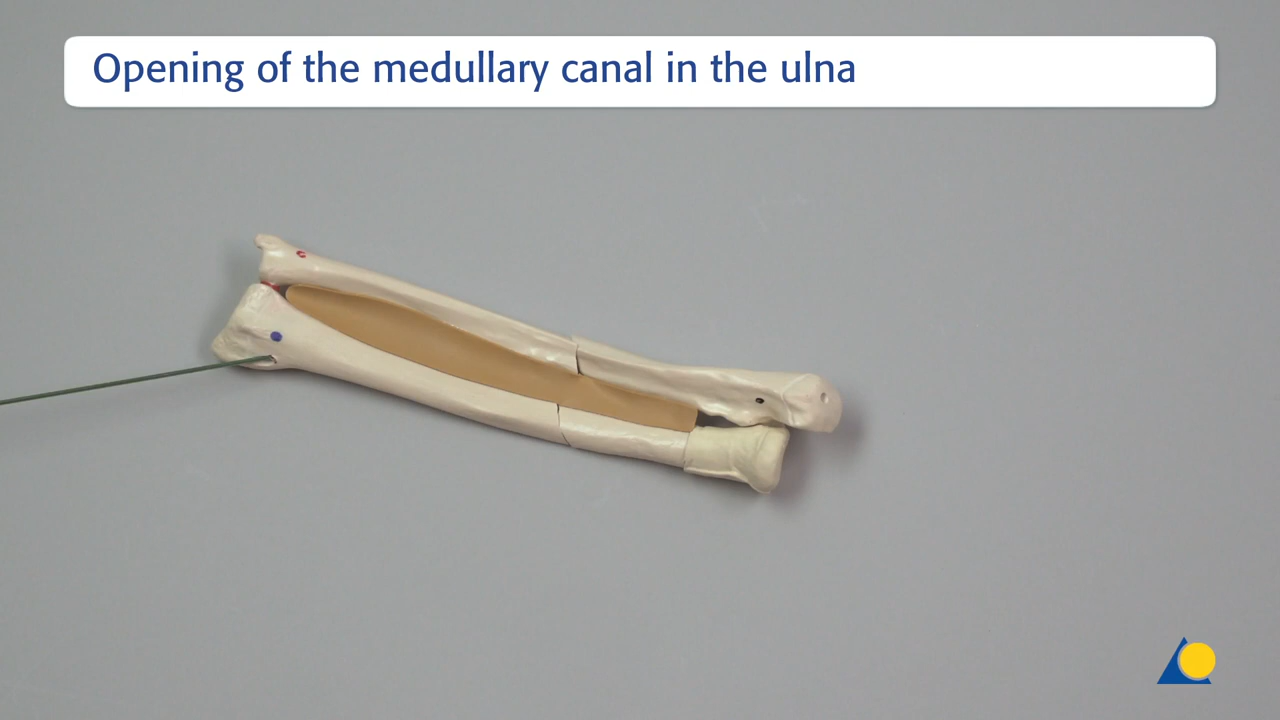 Opening of the medullary canal in the ulna